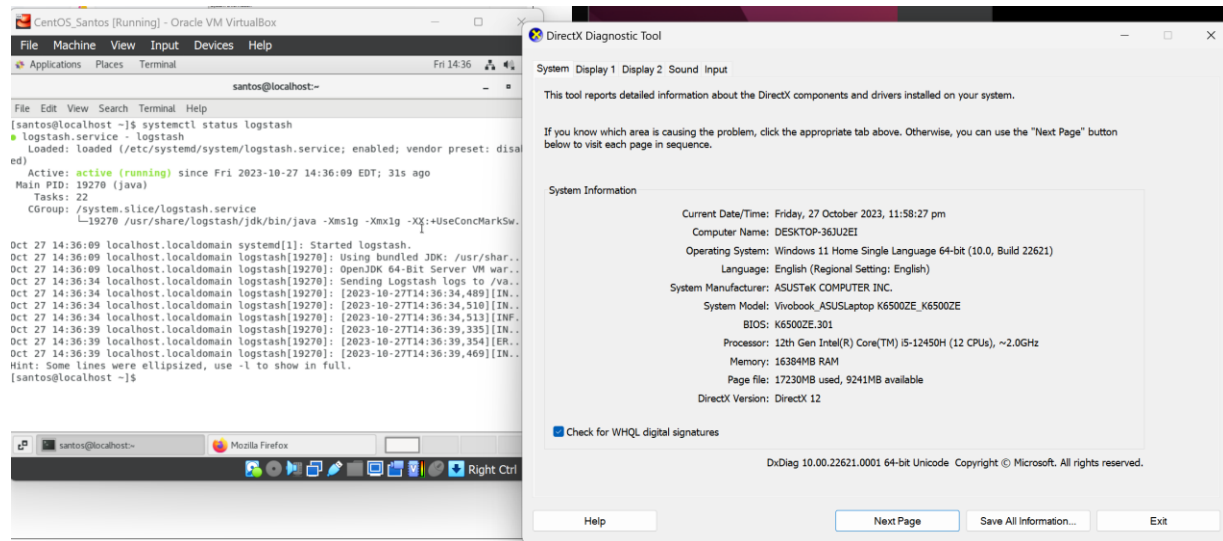 CentOS_Santos [Running] - Oracle VM VirtualBox
File Machine View Input Devices Help
Applications Places Terminal Fri 14:36
santos@localhost:~
File Edit View Search Terminal Help
[santos@localhost ~]$ systemctl status logstash
● logstash.service - logstash
Loaded: loaded (/etc/systemd/system/logstash.service; enabled; vendor preset: disa
ed)
Active: active (running) since Fri 2023-10-27 14:36:09 EDT; 31s ago
Main PID: 19270 (java)
Tasks: 22
CGroup: /system.slice/logstash.service
└─19270 /usr/share/logstash/jdk/bin/java -Xms1g -Xmx1g -XX:+UseConcMarkSw.
Oct 27 14:36:09 localhost.localdomain systemd[1]: Started logstash.
Oct 27 14:36:09 localhost.localdomain logstash[19270]: Using bundled JDK: /usr/shar..
Oct 27 14:36:09 localhost.localdomain logstash[19270]: OpenJDK 64-Bit Server VM war..
Oct 27 14:36:34 localhost.localdomain logstash[19270]: Sending Logstash logs to /va..
Oct 27 14:36:34 localhost.localdomain logstash[19270]: [2023-10-27T14:36:34,489][IN..
Oct 27 14:36:34 localhost.localdomain logstash[19270]: [2023-10-27T14:36:34,510][IN..
Oct 27 14:36:34 localhost.localdomain logstash[19270]: [2023-10-27T14:36:34,513][INF.
Oct 27 14:36:39 localhost.localdomain logstash[19270]: [2023-10-27T14:36:39,335][IN..
Oct 27 14:36:39 localhost.localdomain logstash[19270]: [2023-10-27T14:36:39,354][ER..
Oct 27 14:36:39 localhost.localdomain logstash[19270]: [2023-10-27T14:36:39,469][IN..
Hint: Some lines were ellipsized, use -l to show in full.
[santos@localhost ~]$
santos@localhost:~ Mozilla Firefox
Right Ctrl
DirectX Diagnostic Tool
System Display 1 Display 2 Sound Input
This tool reports detailed information about the DirectX components and drivers installed on your system.
If you know which area is causing the problem, click the appropriate tab above. Otherwise, you can use the "Next Page" button
below to visit each page in sequence.
System Information
Current Date/Time: Friday, 27 October 2023, 11:58:27 pm
Computer Name: DESKTOP-36JU2EI
Operating System: Windows 11 Home Single Language 64-bit (10.0, Build 22621)
Language: English (Regional Setting: English)
System Manufacturer: ASUSTeK COMPUTER INC.
System Model: Vivobook_ASUSLaptop K6500ZE_K6500ZE
BIOS: K6500ZE.301
Processor: 12th Gen Intel(R) Core(TM) i5-12450H (12 CPUs), ~2.0GHz
Memory: 16384MB RAM
Page file: 17230MB used, 9241MB available
DirectX Version: DirectX 12
Check for WHQL digital signatures
DxDiag 10.00.22621.0001 64-bit Unicode Copyright © Microsoft. All rights reserved.
Help Next Page Save All Information... Exit